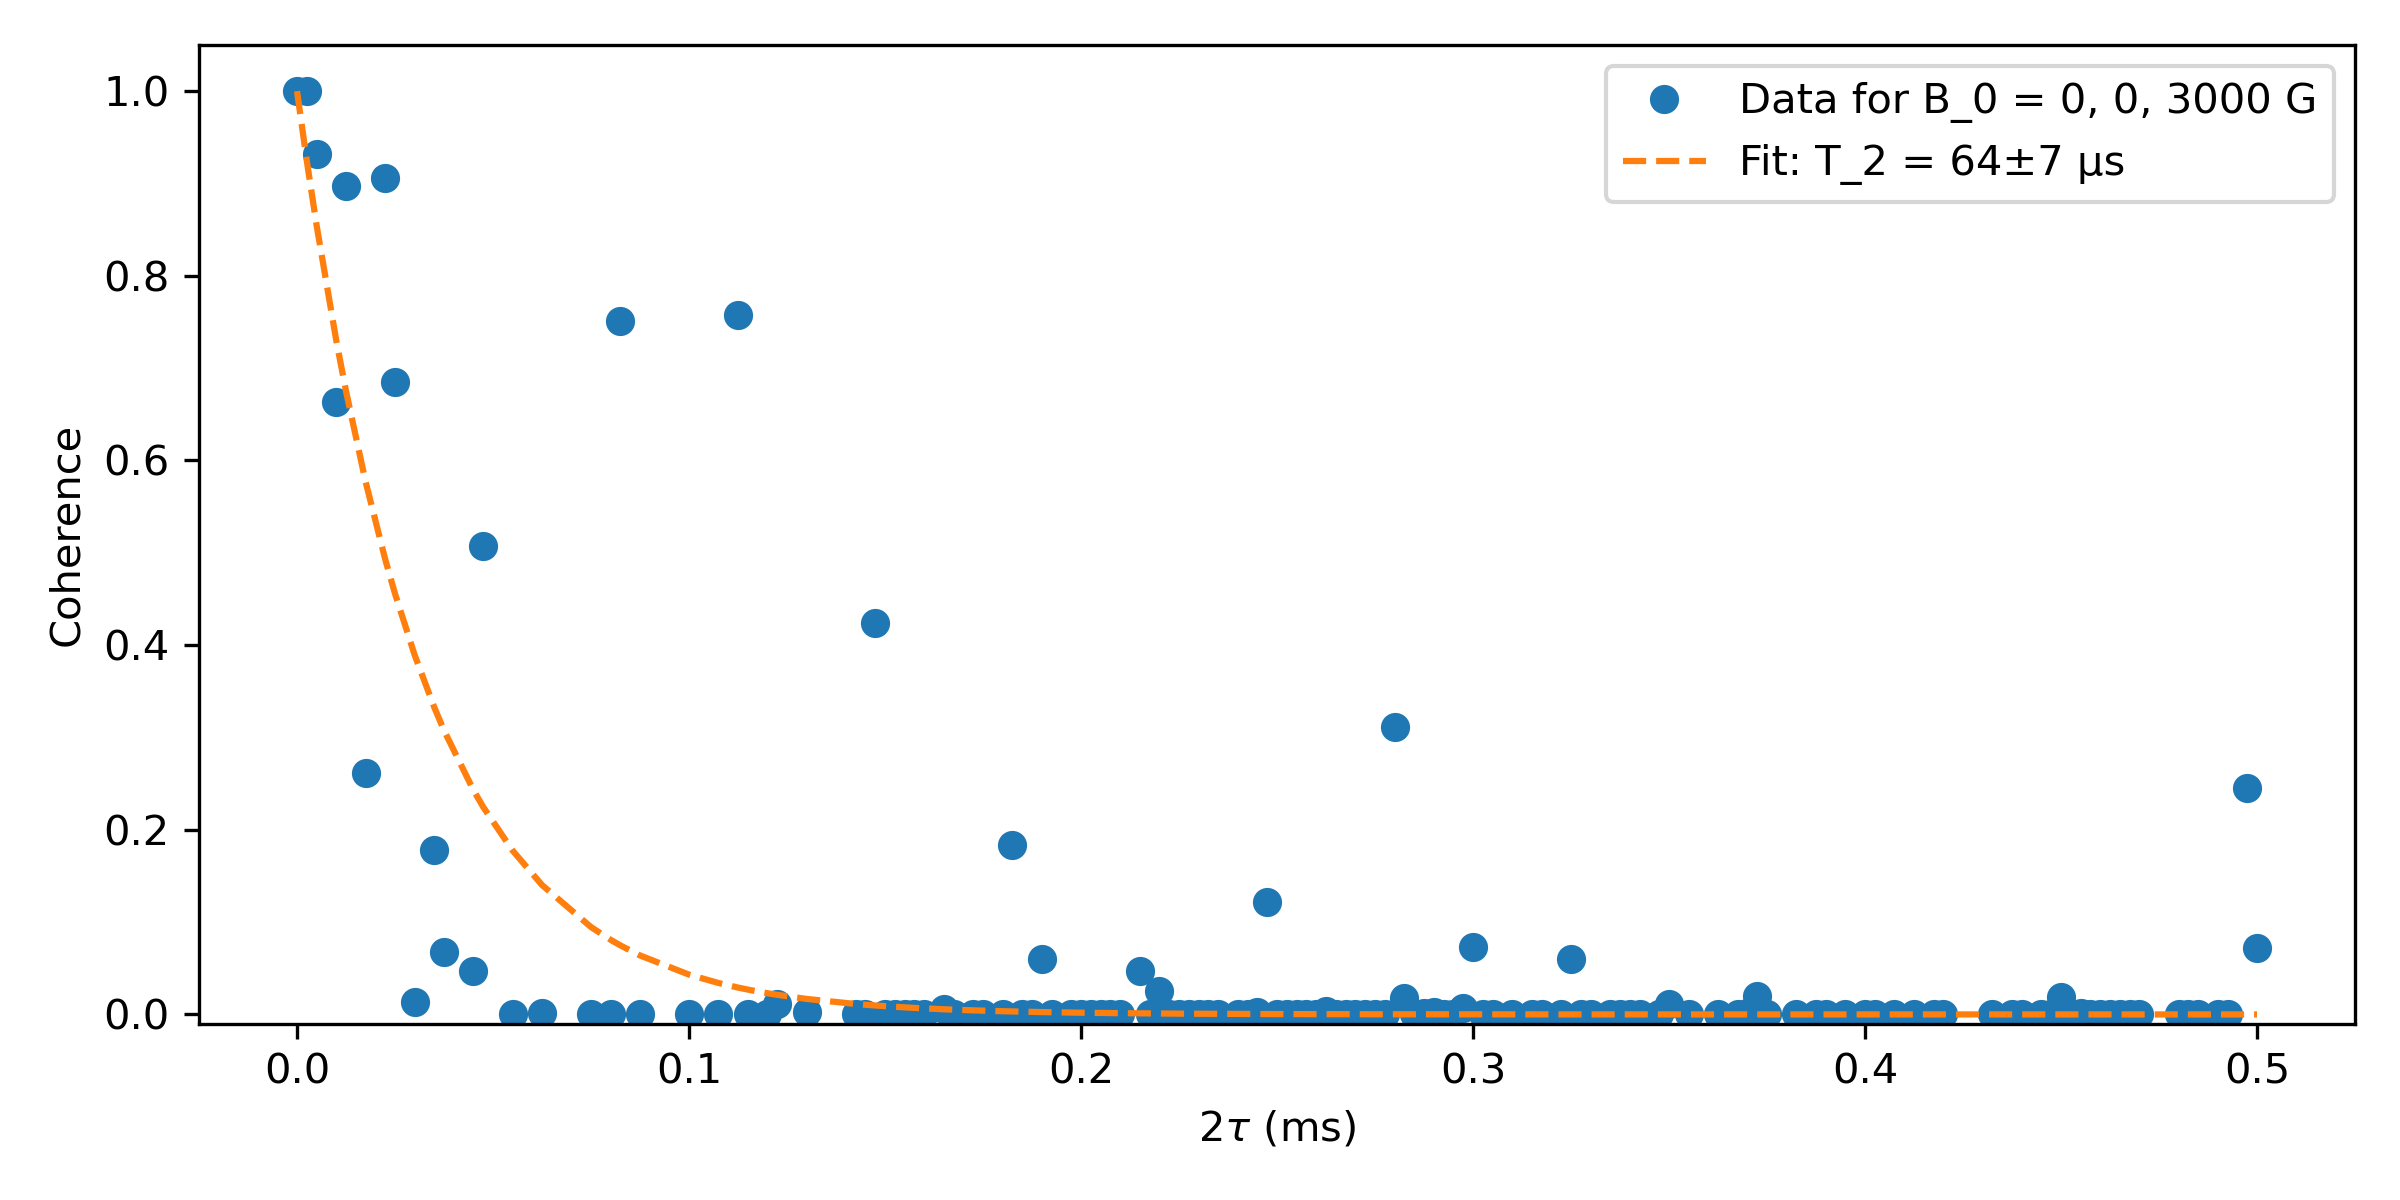 Data for B_0 = 0, 0, 3000 G
Fit: T_2 = 64±7 μs
1.0
0.8
0.6
0.4
0.2
0.0
Coherence
0.0 0.1 0.2 0.3 0.4 0.5
2τ (ms)